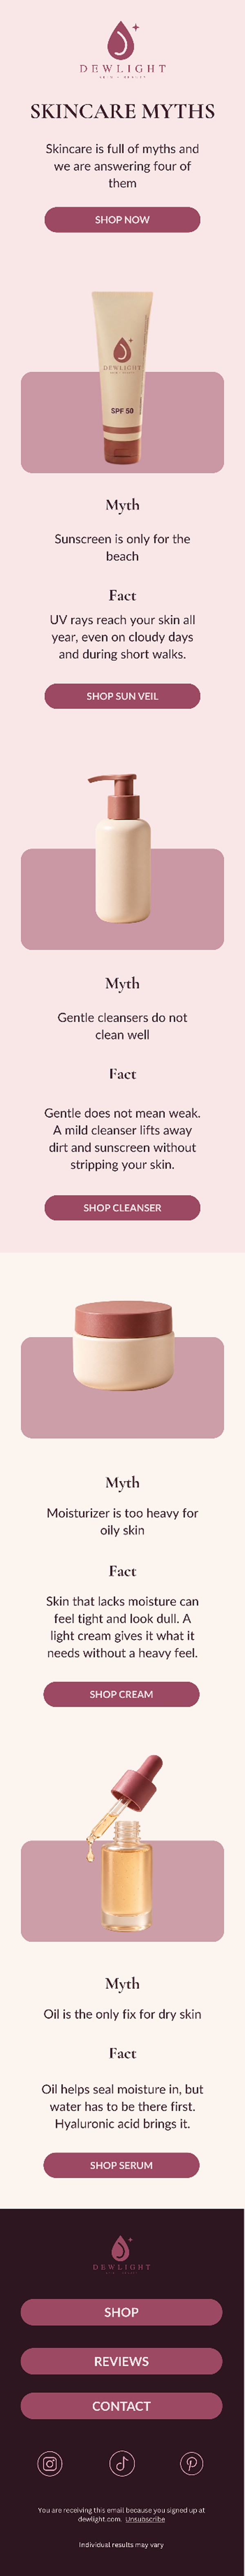 DEWLIGHT
SKINCARE MYTHS
Skincare is full of myths and
we are answering four of
them
SHOP NOW
DEWLIGHT
SPF 50
Myth
Sunscreen is only for the
beach
Fact
UV rays reach your skin all
year, even on cloudy days
and during short walks.
SHOP SUN VEIL
Myth
Gentle cleansers do not
clean well
Fact
Gentle does not mean weak.
A mild cleanser lifts away
dirt and sunscreen without
stripping your skin.
SHOP CLEANSER
Myth
Moisturizer is too heavy for
oily skin
Fact
Skin that lacks moisture can
feel tight and look dull. A
light cream gives it what it
needs without a heavy feel.
SHOP CREAM
Myth
Oil is the only fix for dry skin
Fact
Oil helps seal moisture in, but
water has to be there first.
Hyaluronic acid brings it.
SHOP SERUM
DEWLIGHT
SHOP
REVIEWS
CONTACT
You are receiving this email because you signed up at
dewlight.com. Unsubscribe
Individual results may vary